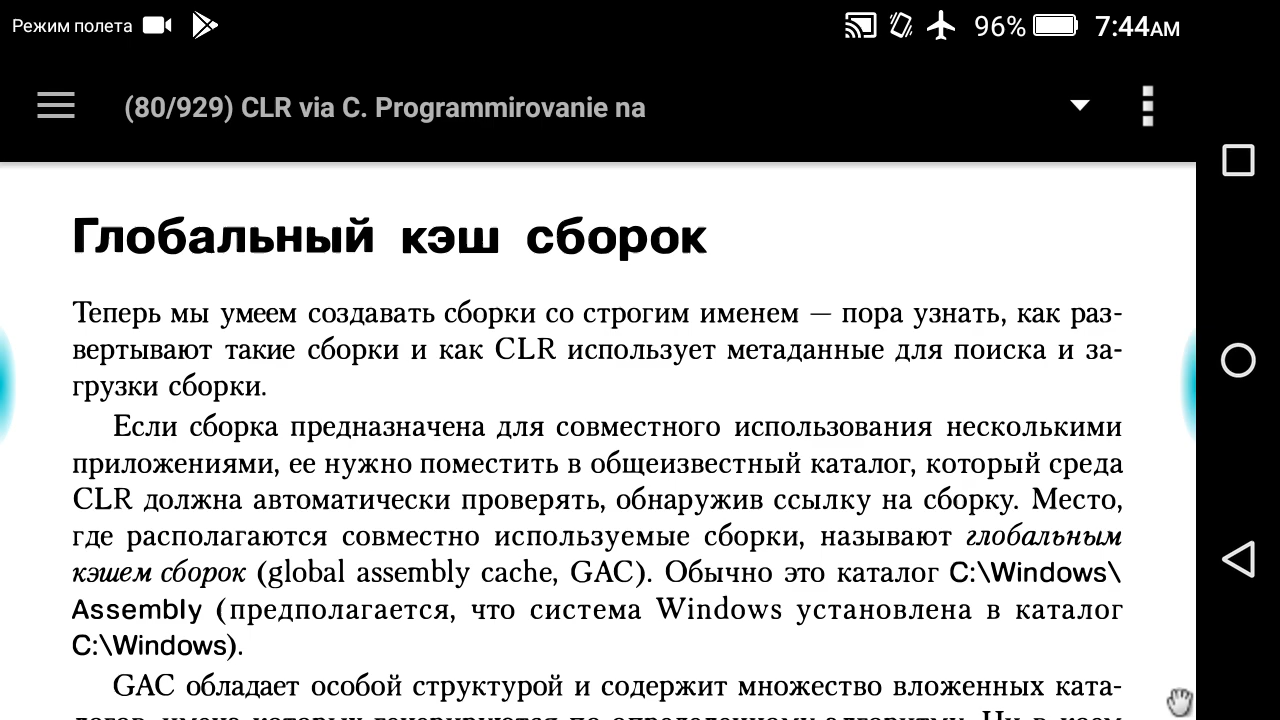 Режим полета
96% 7:44AM
(80/929) CLR via C. Programmirovanie na
Глобальный кэш сборок
Теперь мы умеем создавать сборки со строгим именем — пора узнать, как раз-
вертывают такие сборки и как CLR использует метаданные для поиска и за-
грузки сборки.
Если сборка предназначена для совместного использования несколькими
приложениями, ее нужно поместить в общеизвестный каталог, который среда
CLR должна автоматически проверять, обнаружив ссылку на сборку. Место,
где располагаются совместно используемые сборки, называют глобальным
кэшем сборок (global assembly cache, GAC). Обычно это каталог C:\Windows\
Assembly (предполагается, что система Windows установлена в каталог
C:\Windows).
GAC обладает особой структурой и содержит множество вложенных ката-